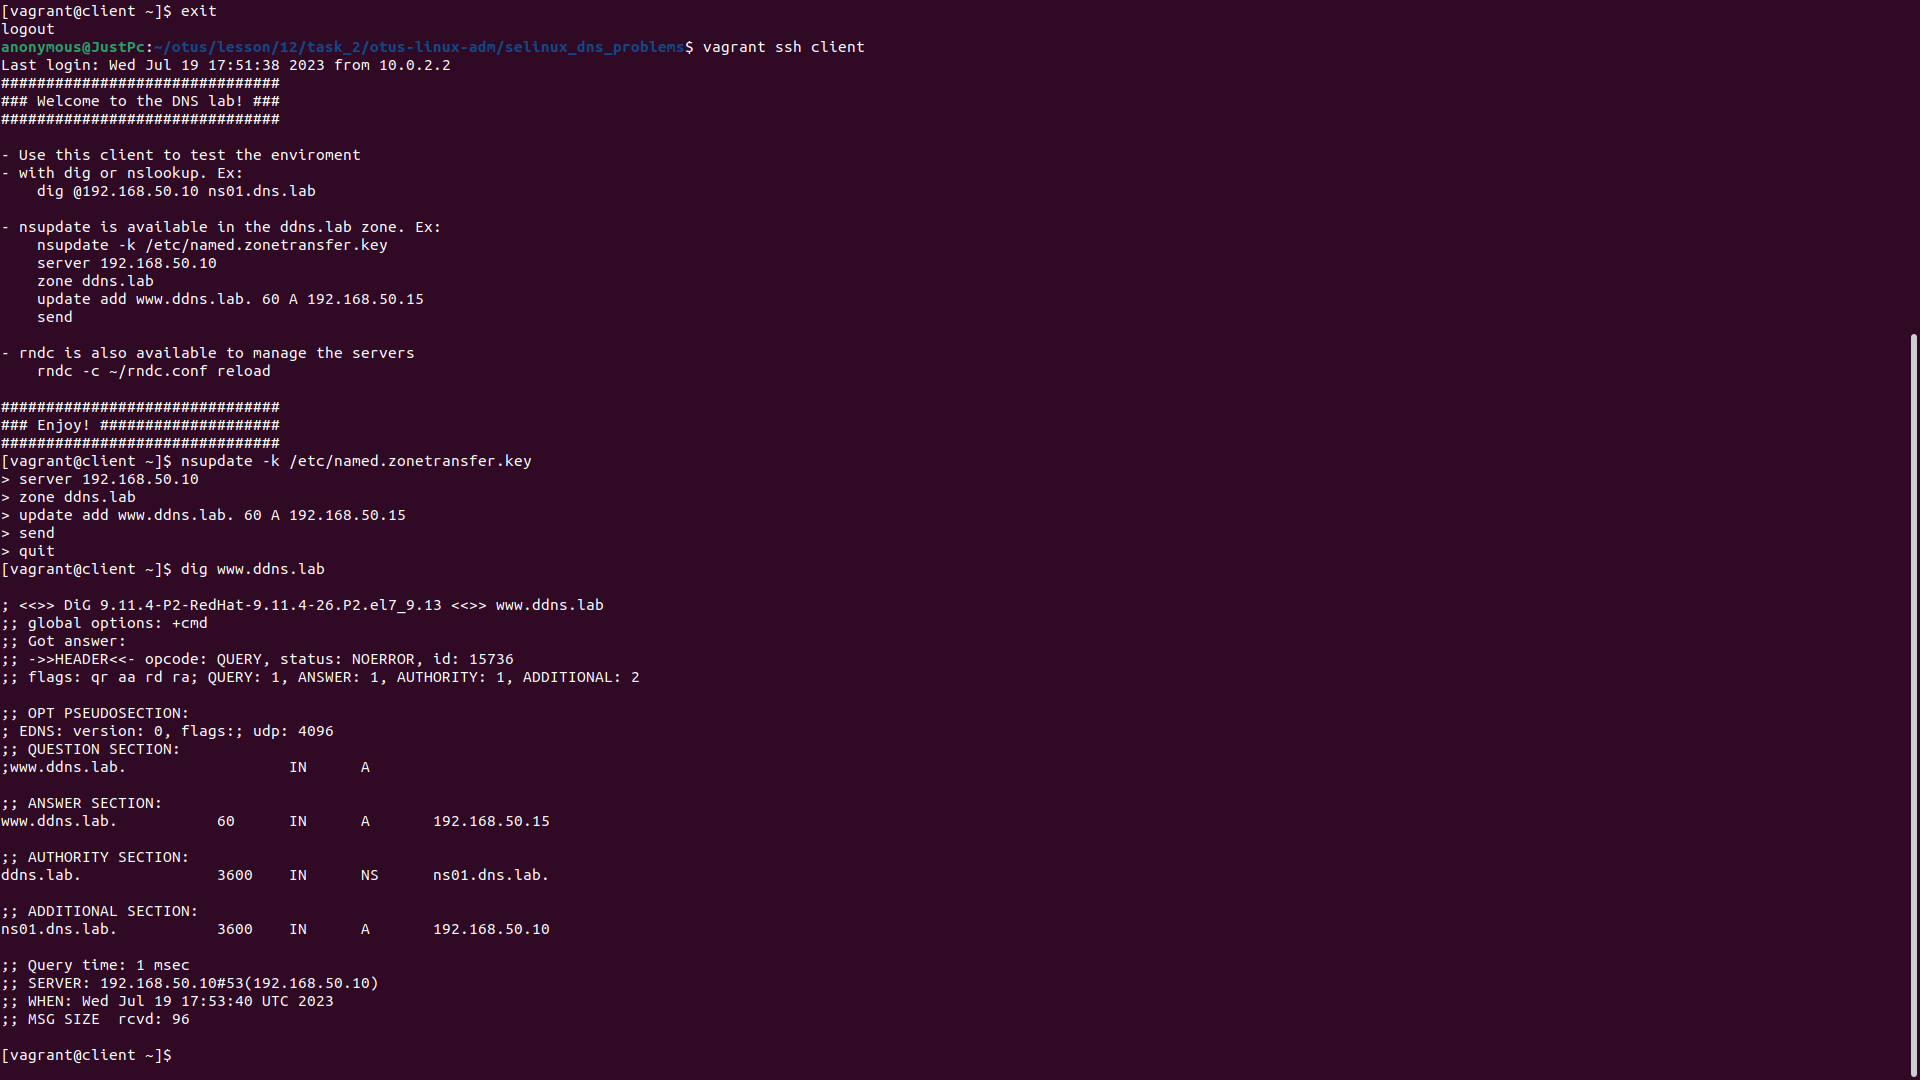 [vagrant@client ~]$ exit
logout
anonymous@JustPc:~/otus/lesson/12/task_2/otus-linux-adm/selinux_dns_problems$ vagrant ssh client
Last login: Wed Jul 19 17:51:38 2023 from 10.0.2.2
###############################
### Welcome to the DNS lab! ###
###############################

- Use this client to test the enviroment
- with dig or nslookup. Ex:
    dig @192.168.50.10 ns01.dns.lab

- nsupdate is available in the ddns.lab zone. Ex:
    nsupdate -k /etc/named.zonetransfer.key
    server 192.168.50.10
    zone ddns.lab
    update add www.ddns.lab. 60 A 192.168.50.15
    send

- rndc is also available to manage the servers
    rndc -c ~/rndc.conf reload

###############################
### Enjoy! ####################
###############################
[vagrant@client ~]$ nsupdate -k /etc/named.zonetransfer.key
> server 192.168.50.10
> zone ddns.lab
> update add www.ddns.lab. 60 A 192.168.50.15
> send
> quit
[vagrant@client ~]$ dig www.ddns.lab

; <<>> DiG 9.11.4-P2-RedHat-9.11.4-26.P2.el7_9.13 <<>> www.ddns.lab
;; global options: +cmd
;; Got answer:
;; ->>HEADER<<- opcode: QUERY, status: NOERROR, id: 15736
;; flags: qr aa rd ra; QUERY: 1, ANSWER: 1, AUTHORITY: 1, ADDITIONAL: 2

;; OPT PSEUDOSECTION:
; EDNS: version: 0, flags:; udp: 4096
;; QUESTION SECTION:
;www.ddns.lab.                  IN      A

;; ANSWER SECTION:
www.ddns.lab.           60      IN      A       192.168.50.15

;; AUTHORITY SECTION:
ddns.lab.               3600    IN      NS      ns01.dns.lab.

;; ADDITIONAL SECTION:
ns01.dns.lab.           3600    IN      A       192.168.50.10

;; Query time: 1 msec
;; SERVER: 192.168.50.10#53(192.168.50.10)
;; WHEN: Wed Jul 19 17:53:40 UTC 2023
;; MSG SIZE  rcvd: 96

[vagrant@client ~]$